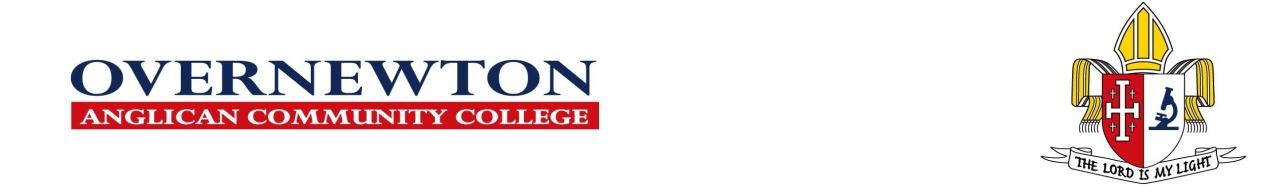 OVERNEWTON
ANGLICAN COMMUNITY COLLEGE
THE LORD IS MY LIGHT